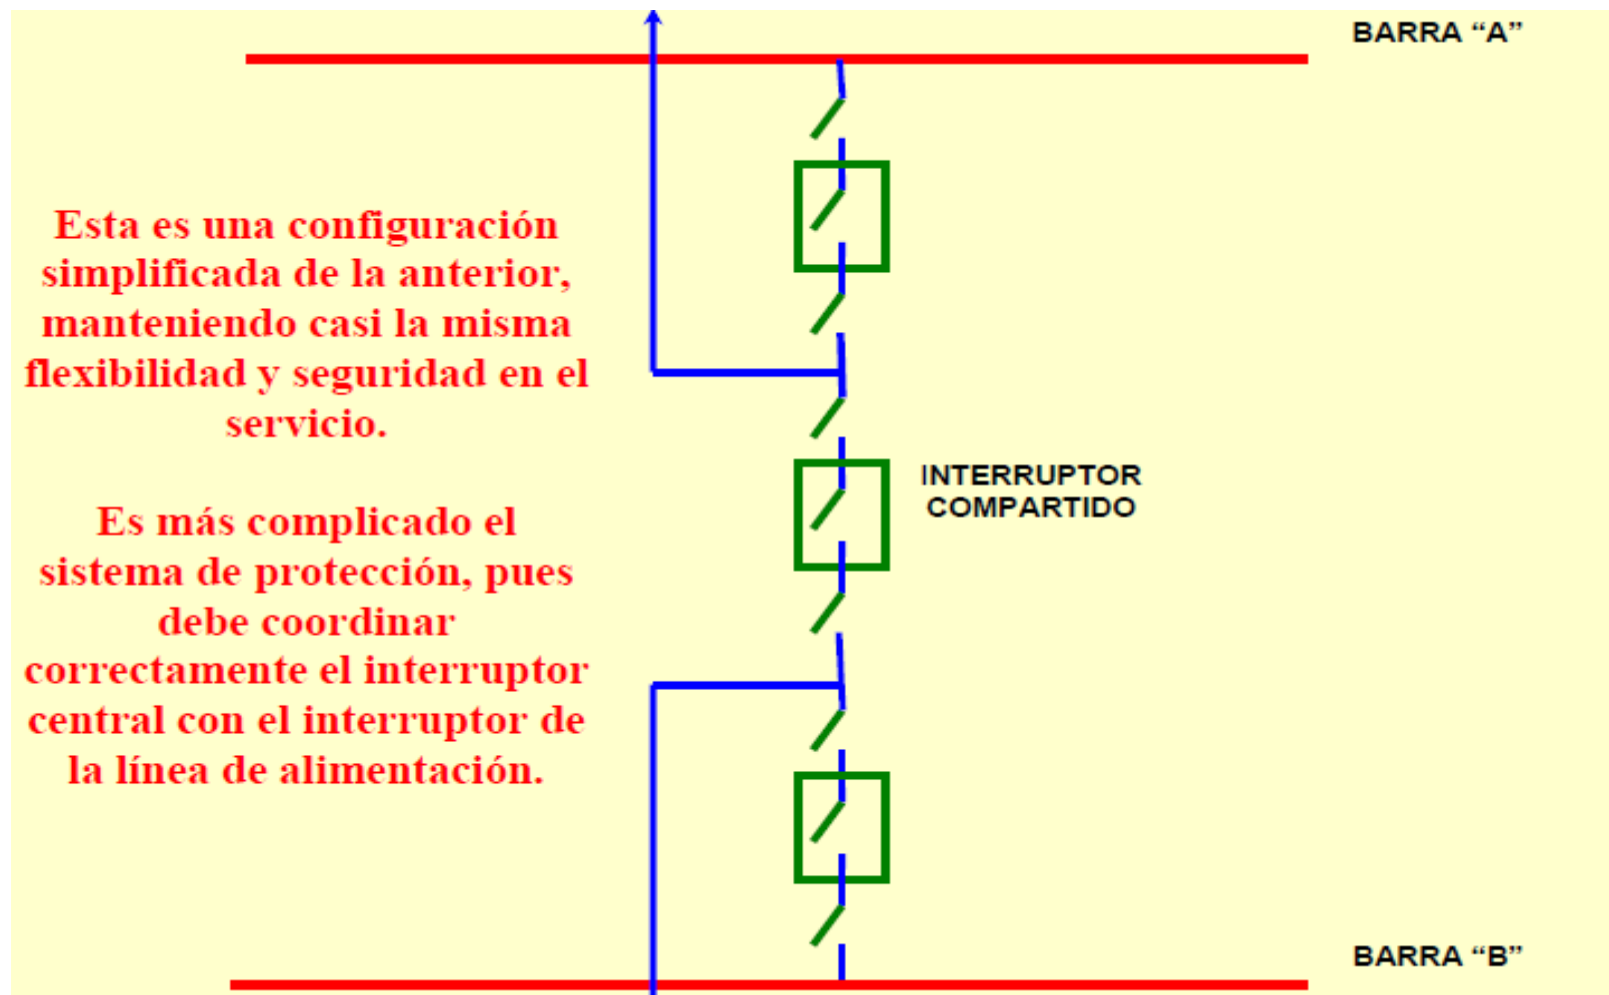 BARRA “A”
Esta es una configuración
simplificada de la anterior,
manteniendo casi la misma
flexibilidad y seguridad en el
servicio.
Es más complicado el
sistema de protección, pues
debe coordinar
correctamente el interruptor
central con el interruptor de
la línea de alimentación.
INTERRUPTOR
COMPARTIDO
BARRA “B”